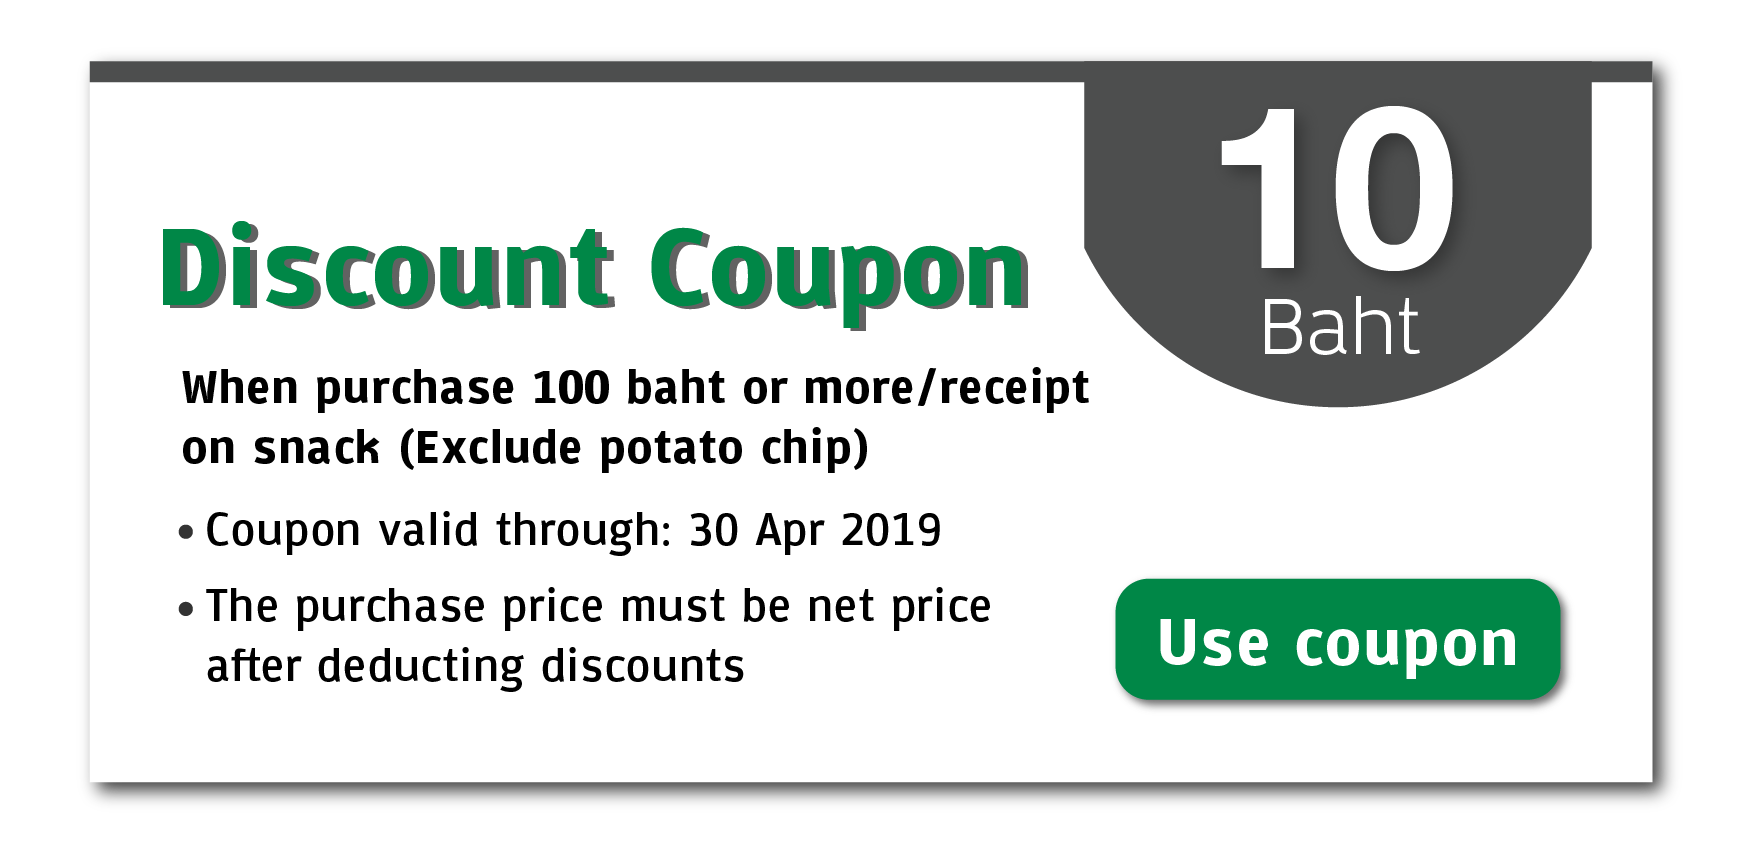 10
Baht
Discount Coupon
When purchase 100 baht or more/receipt
on snack (Exclude potato chip)
• Coupon valid through: 30 Apr 2019
• The purchase price must be net price
after deducting discounts
Use coupon